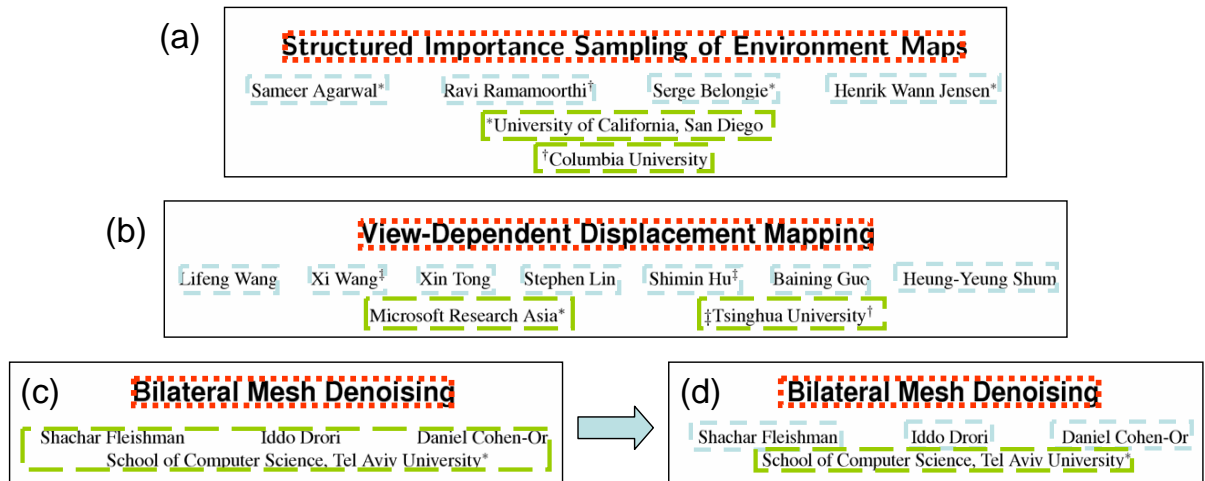 (a)
Structured Importance Sampling of Environment Maps
Sameer Agarwal* Ravi Ramamoorthi† Serge Belongie* Henrik Wann Jensen*
*University of California, San Diego
†Columbia University
(b)
View-Dependent Displacement Mapping
Lifeng Wang Xi Wang‡ Xin Tong Stephen Lin Shimin Hu‡ Baining Guo Heung-Yeung Shum
Microsoft Research Asia* ‡Tsinghua University†
(c)
Bilateral Mesh Denoising
Shachar Fleishman Iddo Drori Daniel Cohen-Or
School of Computer Science, Tel Aviv University*
(d)
Bilateral Mesh Denoising
Shachar Fleishman Iddo Drori Daniel Cohen-Or
School of Computer Science, Tel Aviv University*